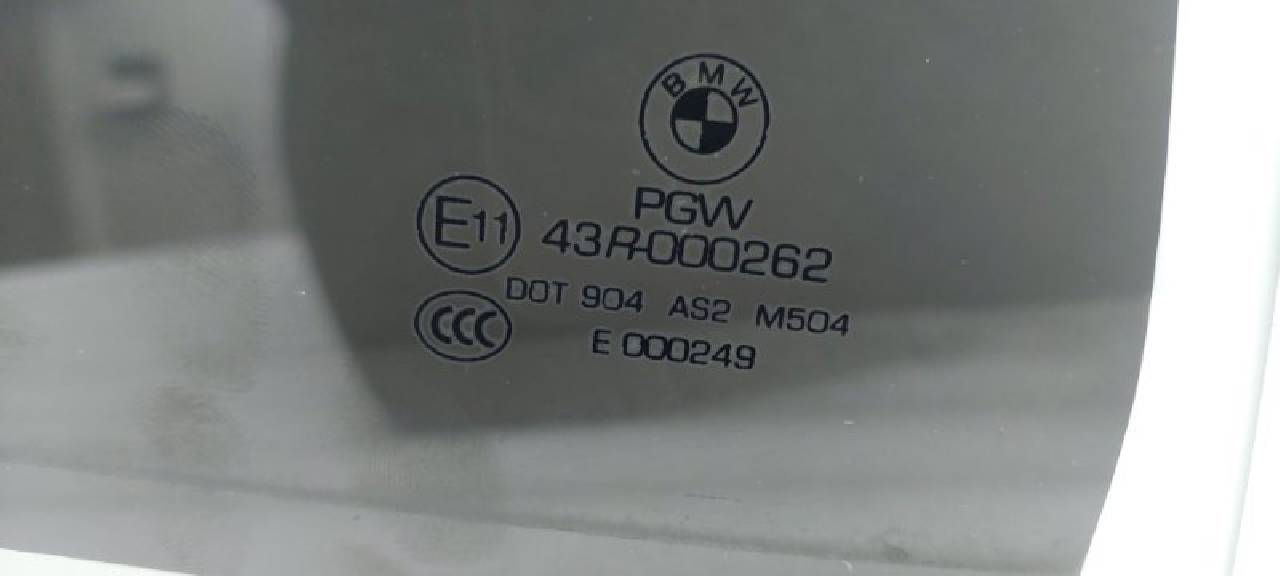 BMW
PGW
E11 43R-000262
DOT 904 AS2 M504
CCC E 000249